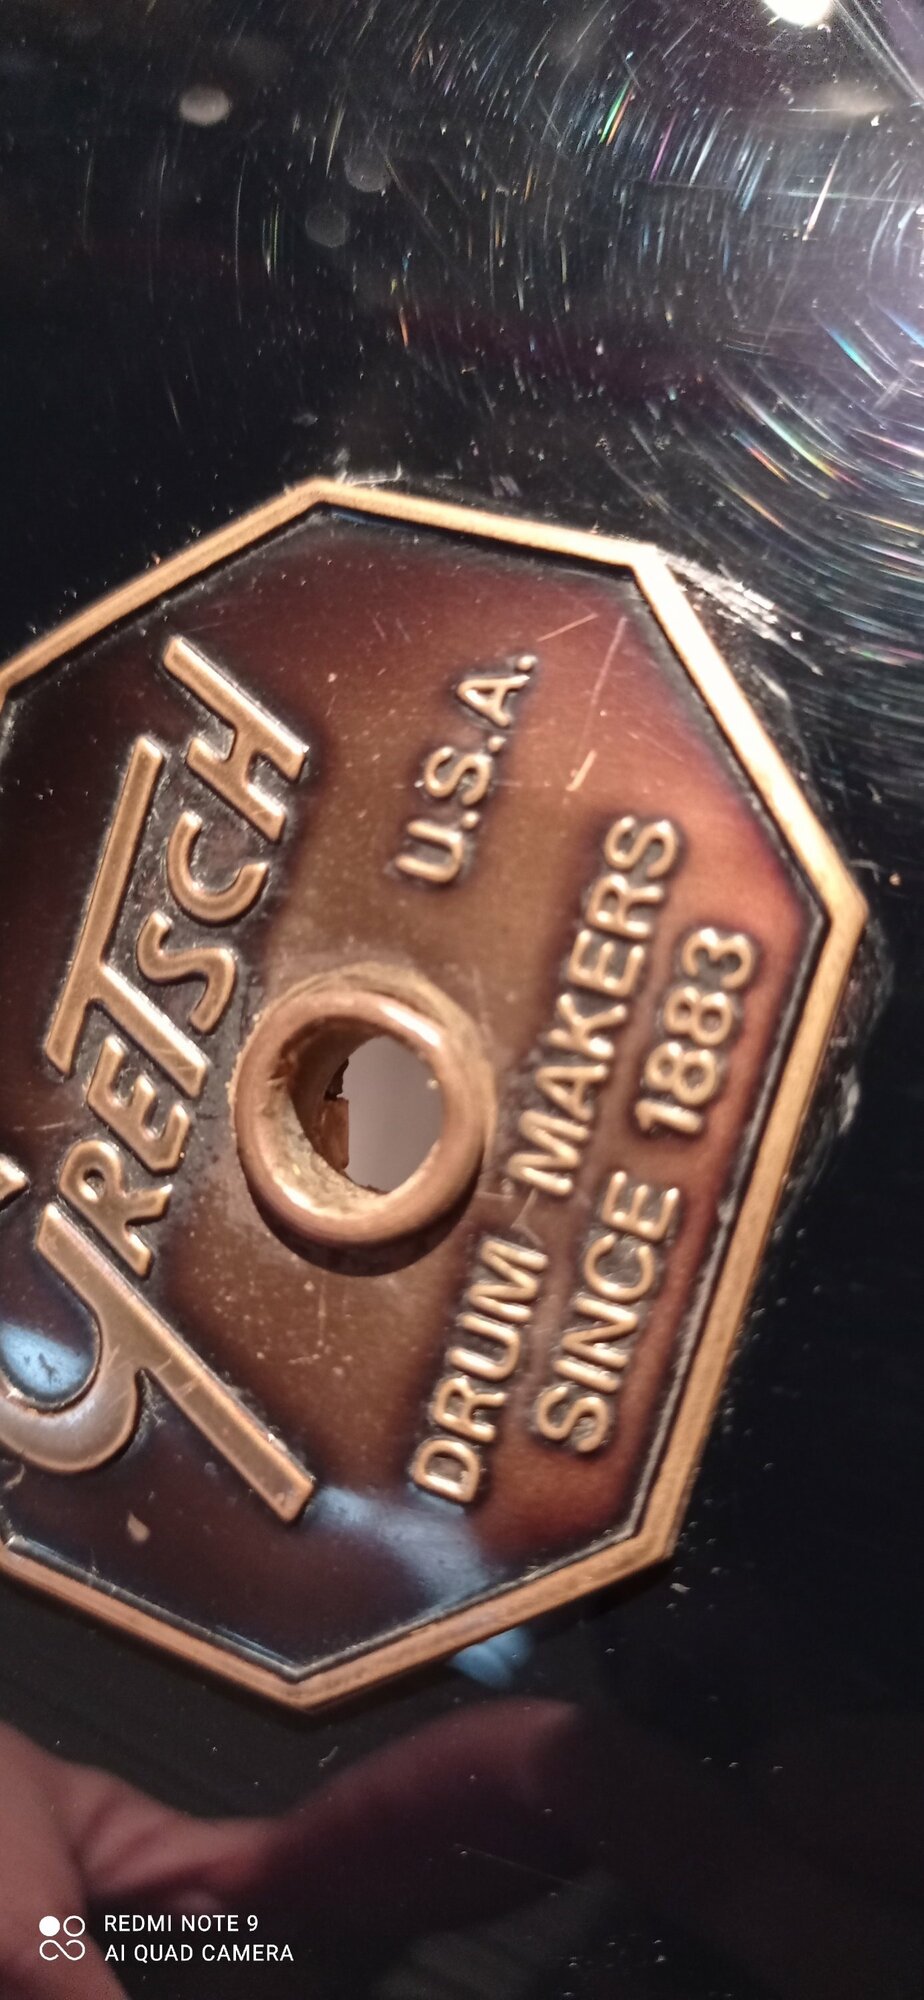 GRETSCH
U.S.A.
DRUM MAKERS
SINCE 1883
REDMI NOTE 9
AI QUAD CAMERA